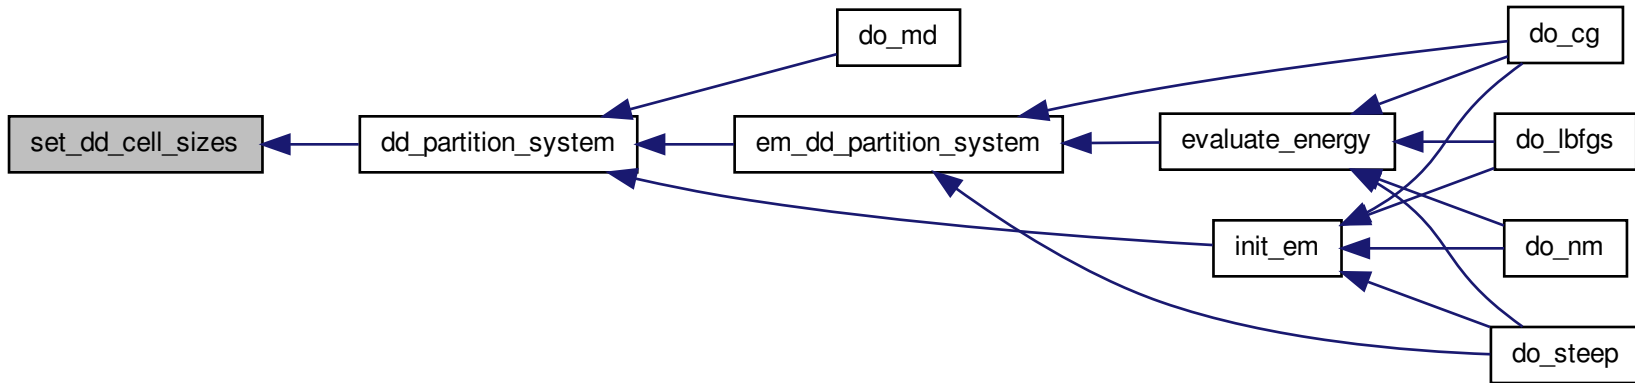 do_md
do_cg
set_dd_cell_sizes
dd_partition_system
em_dd_partition_system
evaluate_energy
do_lbfgs
init_em
do_nm
do_steep